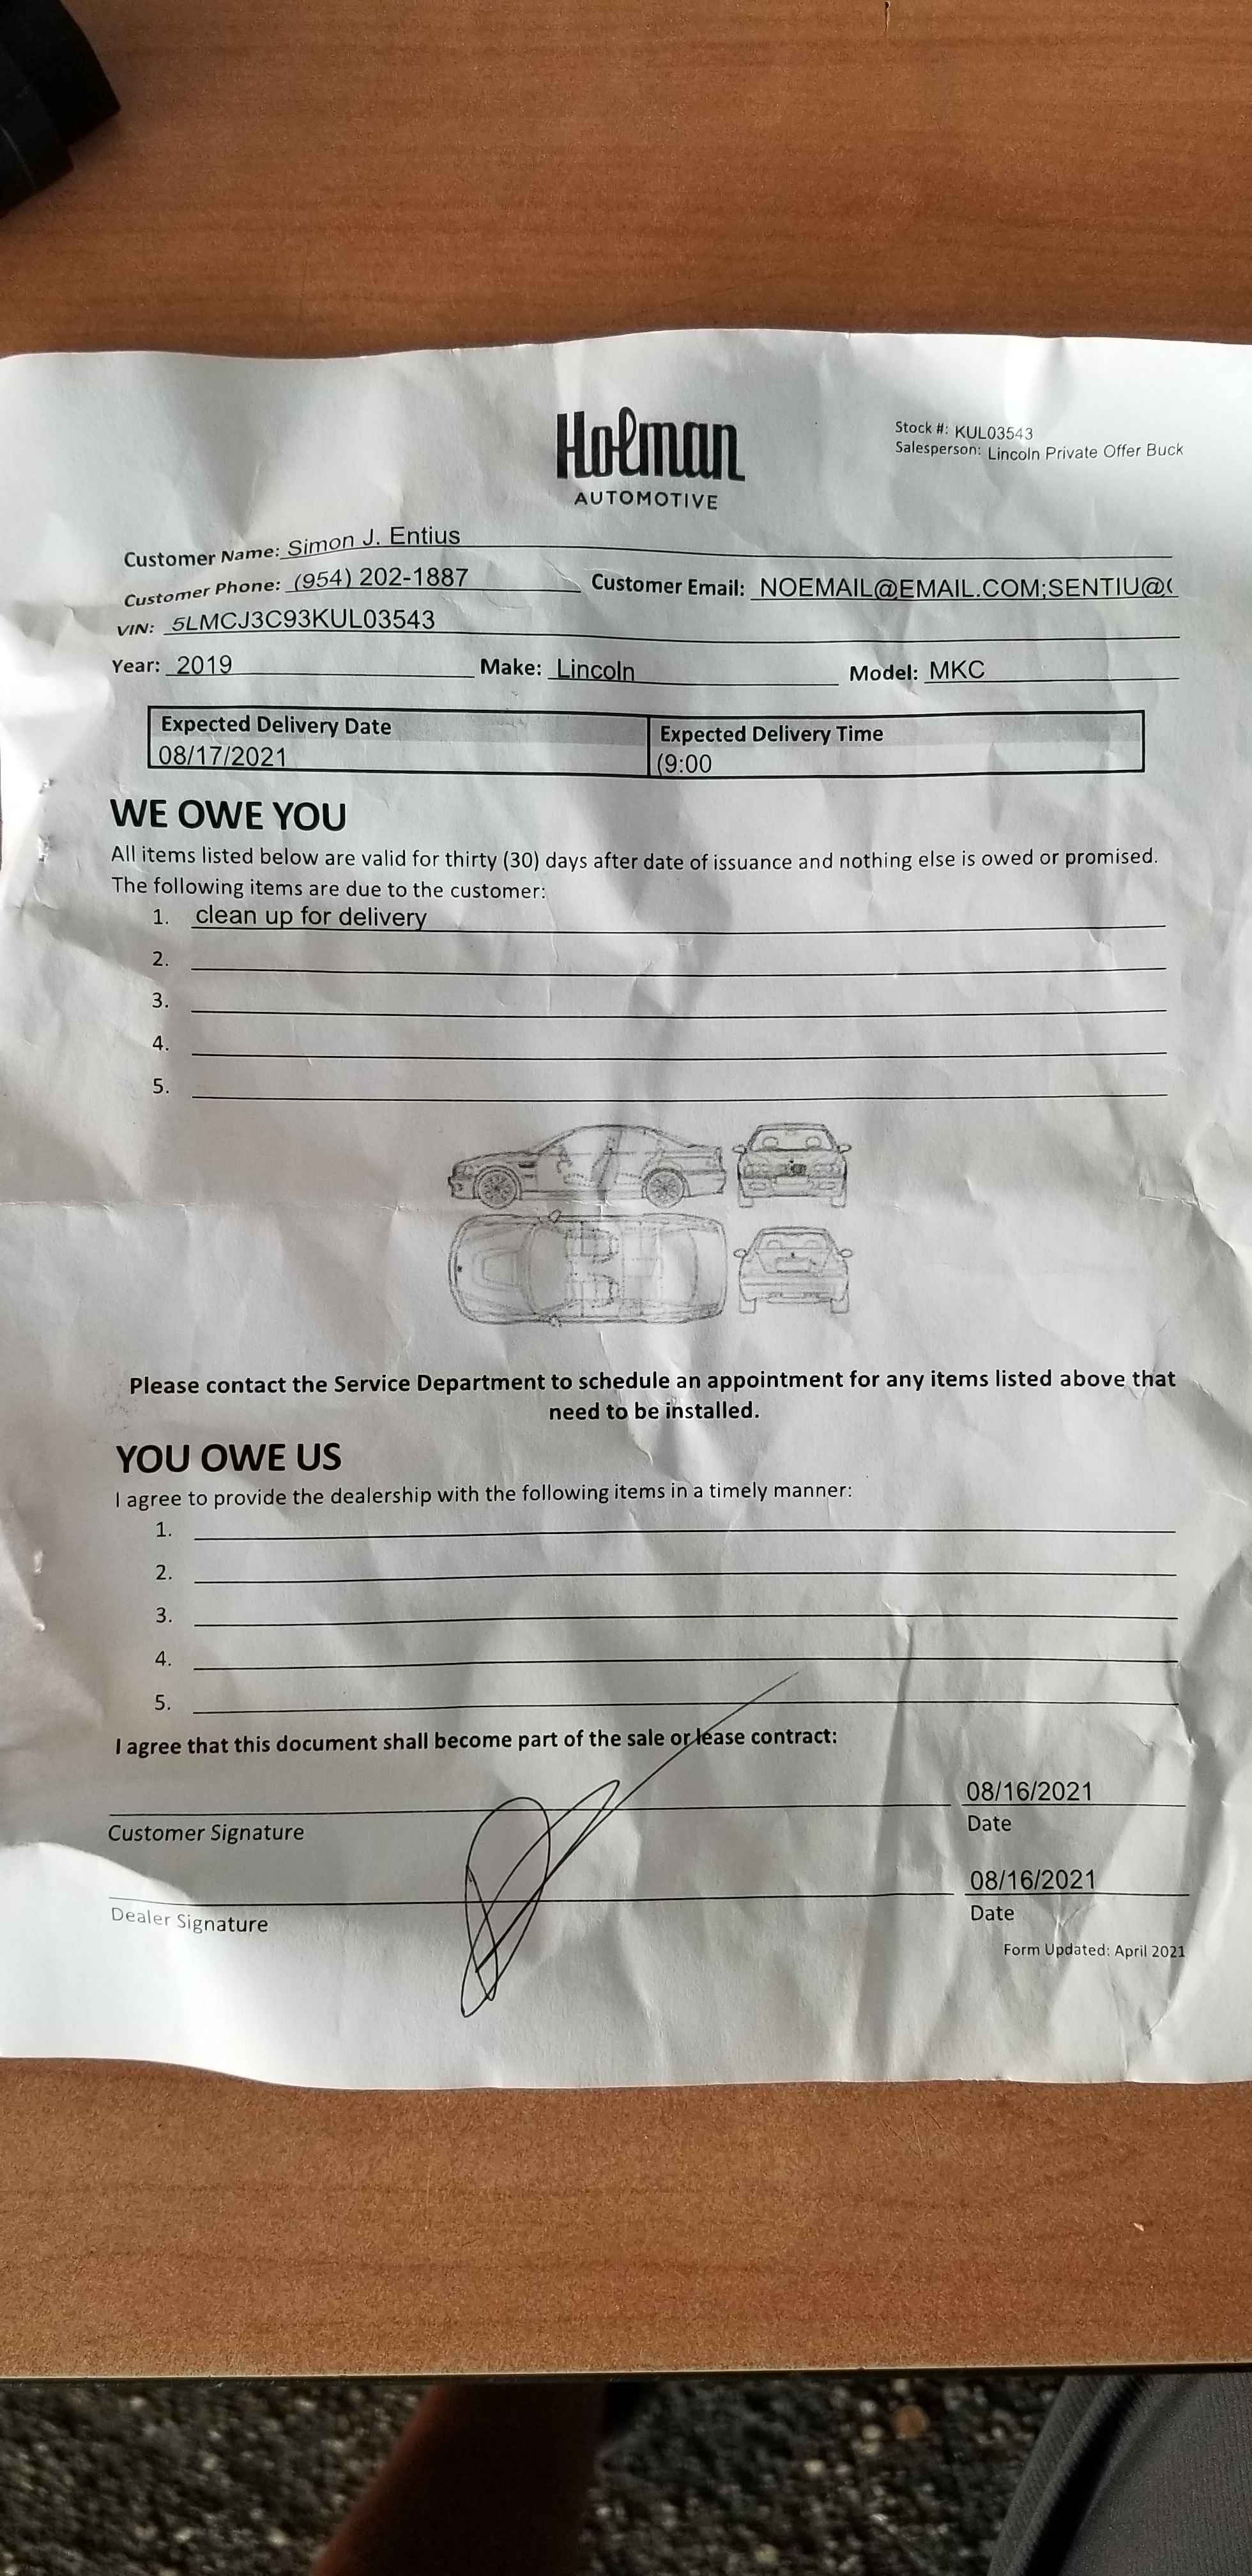 Holman
AUTOMOTIVE
Stock #: KUL03543
Salesperson: Lincoln Private Offer Buck
Customer Name: Simon J. Entius
Customer Phone: (954) 202-1887 Customer Email: NOEMAIL@EMAIL.COM;SENTIU@(
VIN: 5LMCJ3C93KUL03543
Year: 2019 Make: Lincoln Model: MKC
Expected Delivery Date Expected Delivery Time
08/17/2021 (9:00
WE OWE YOU
All items listed below are valid for thirty (30) days after date of issuance and nothing else is owed or promised.
The following items are due to the customer:
1. clean up for delivery
2.
3.
4.
5.
Please contact the Service Department to schedule an appointment for any items listed above that
need to be installed.
YOU OWE US
I agree to provide the dealership with the following items in a timely manner:
1.
2.
3.
4.
5.
I agree that this document shall become part of the sale or lease contract:
08/16/2021
Customer Signature Date
08/16/2021
Dealer Signature Date
Form Updated: April 2021